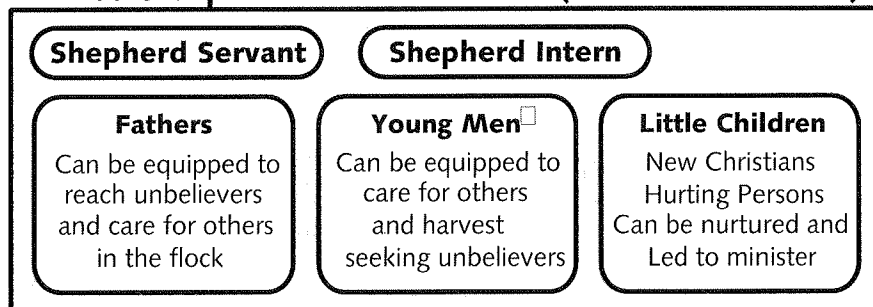 Shepherd Servant
Shepherd Intern
Fathers
Can be equipped to
reach unbelievers
and care for others
in the flock
Young Men
Can be equipped to
care for others
and harvest
seeking unbelievers
Little Children
New Christians
Hurting Persons
Can be nurtured and
Led to minister